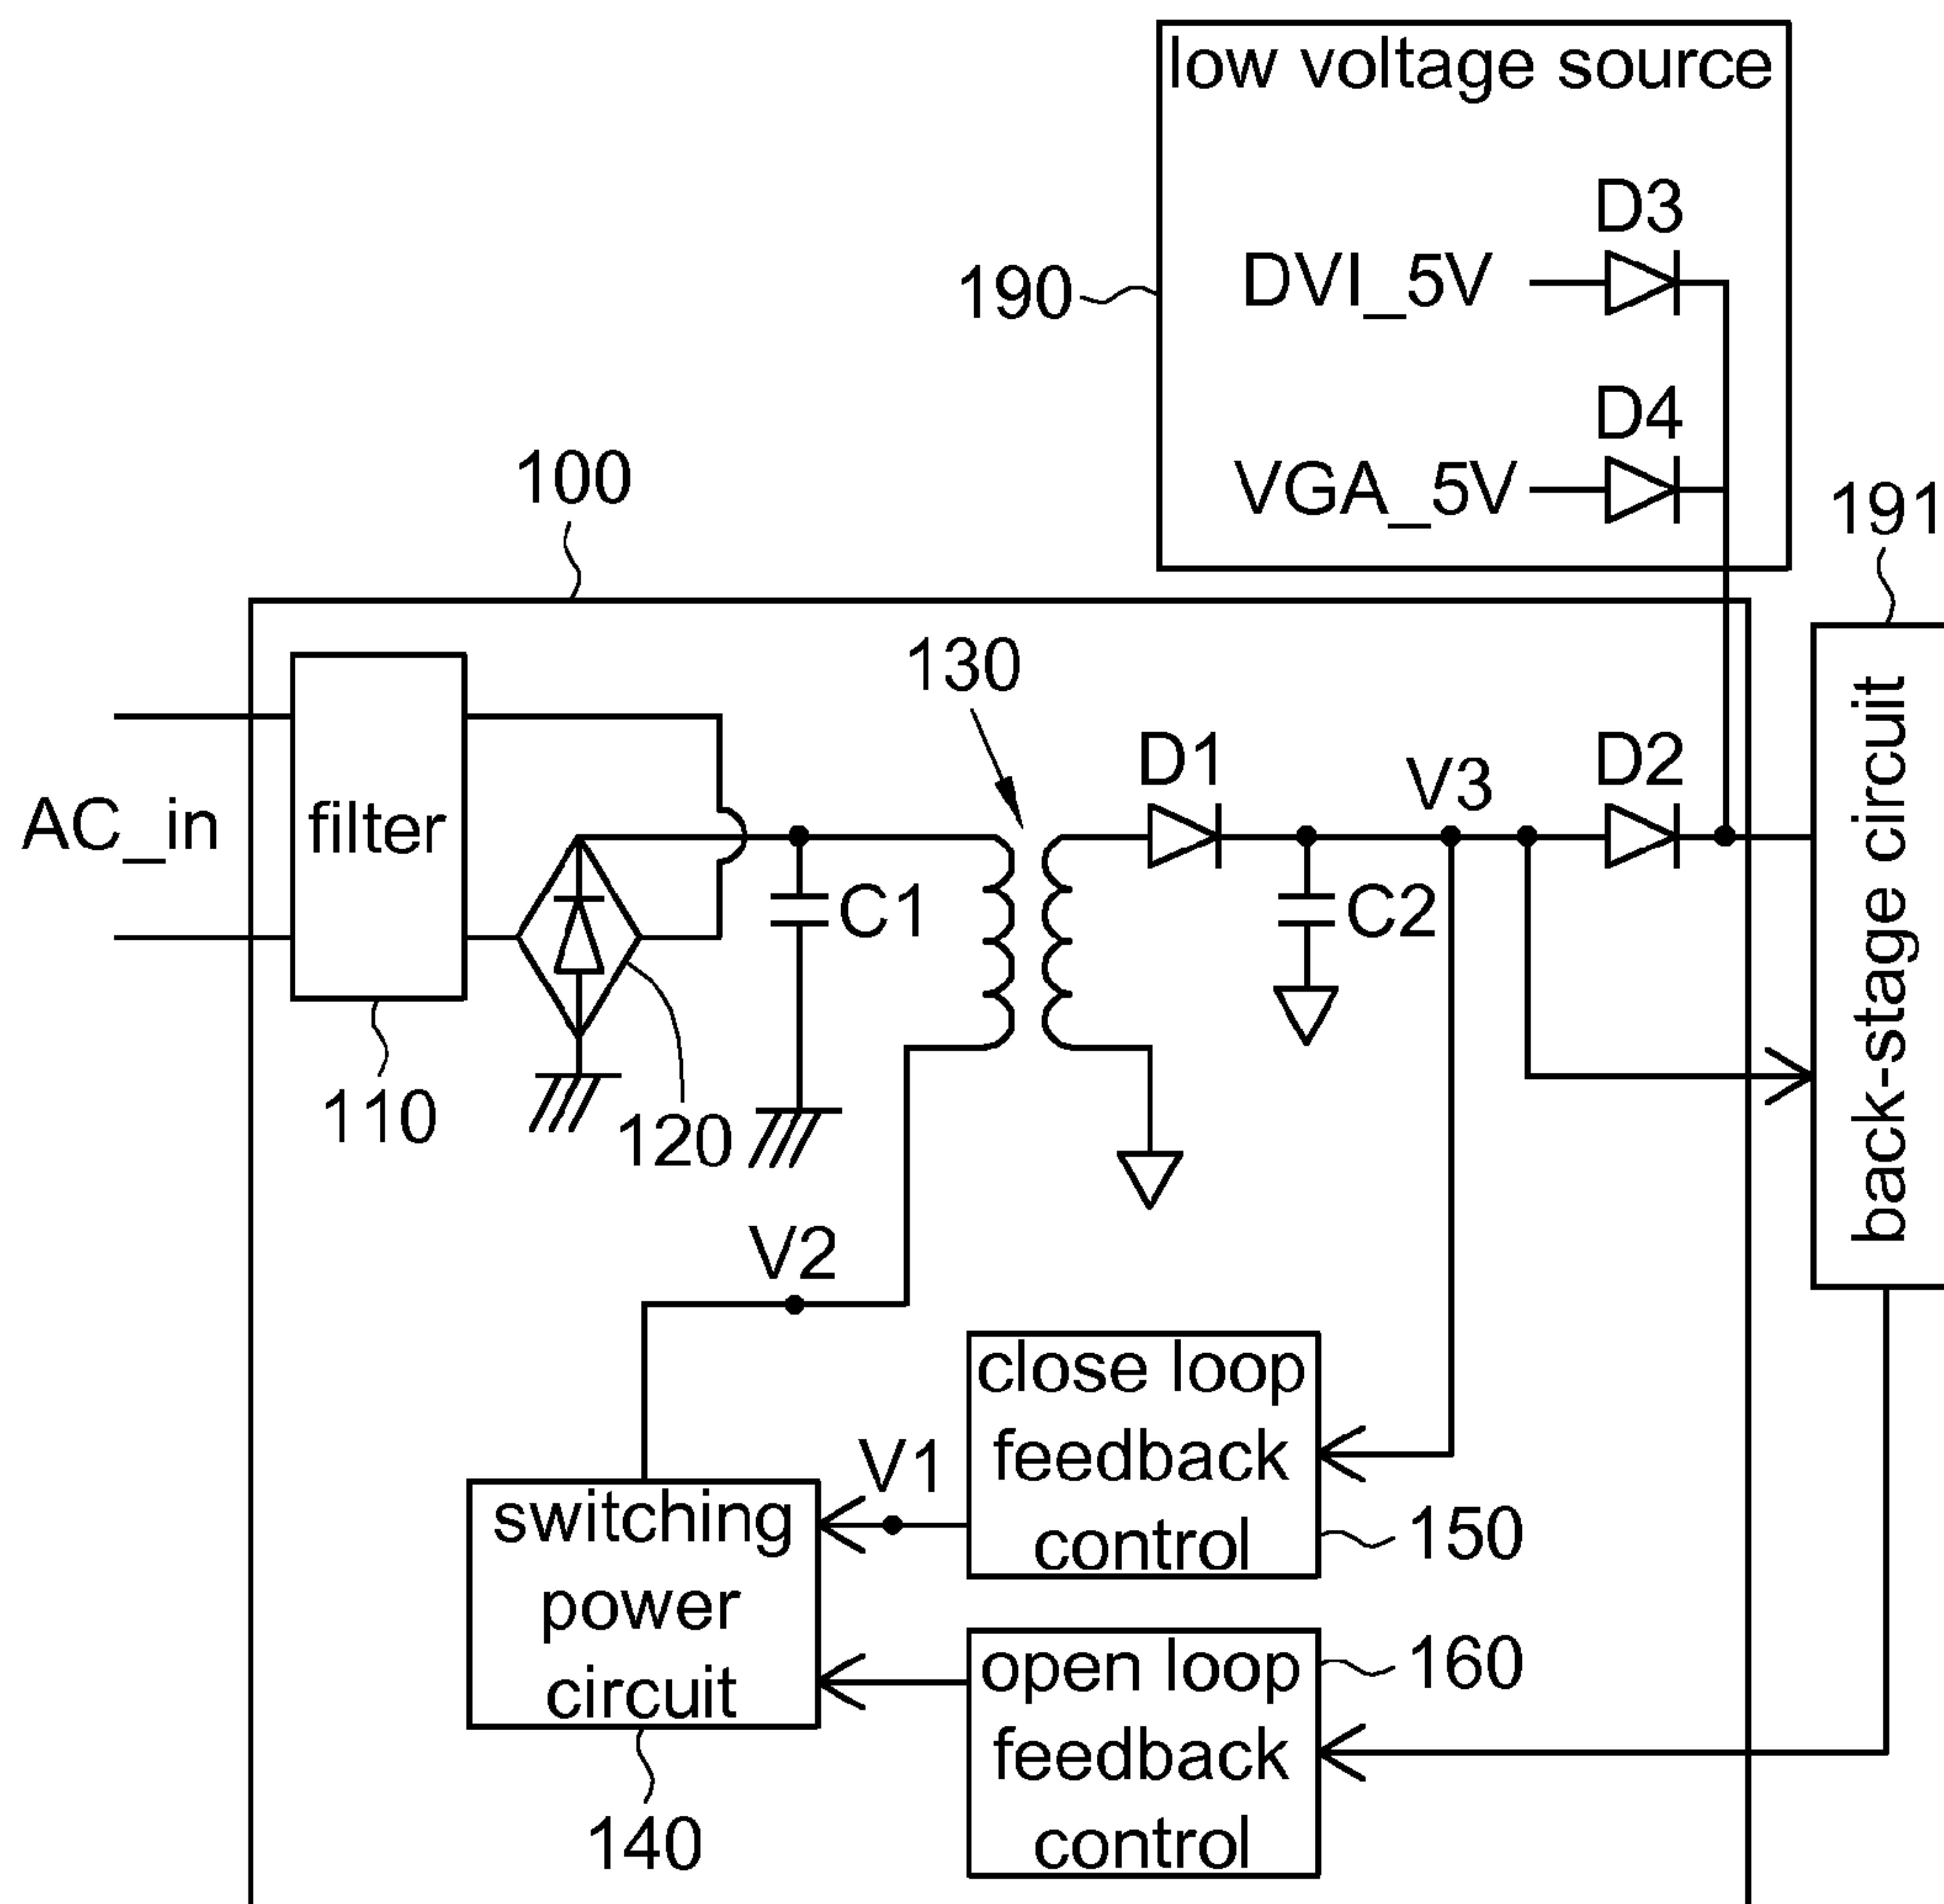 low voltage source
D3
DVI_5V
190
D4
VGA_5V
100
191
130
D1
V3
D2
AC_in
filter
C1
C2
back-stage circuit
110
120
V2
close loop
feedback
control
V1
150
switching
power
circuit
160
open loop
feedback
control
140